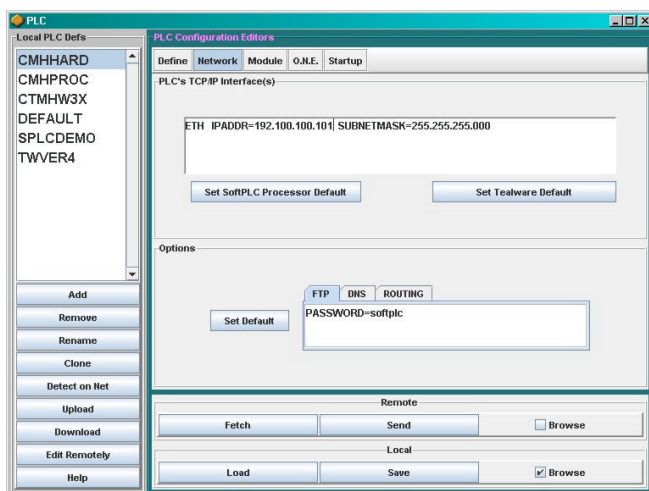 PLC
Local PLC Defs
CMHHARD
CMHPROC
CTMHW3X
DEFAULT
SPLCDEMO
TWVER4
Add
Remove
Rename
Clone
Detect on Net
Upload
Download
Edit Remotely
Help
PLC Configuration Editors
Define Network Module O.N.E. Startup
PLC's TCP/IP Interface(s)
ETH IPADDR=192.100.100.101 SUBNETMASK=255.255.255.000
Set SoftPLC Processor Default Set Tealware Default
Options
FTP DNS ROUTING
Set Default
PASSWORD=softplc
Remote
Fetch Send Browse
Local
Load Save Browse